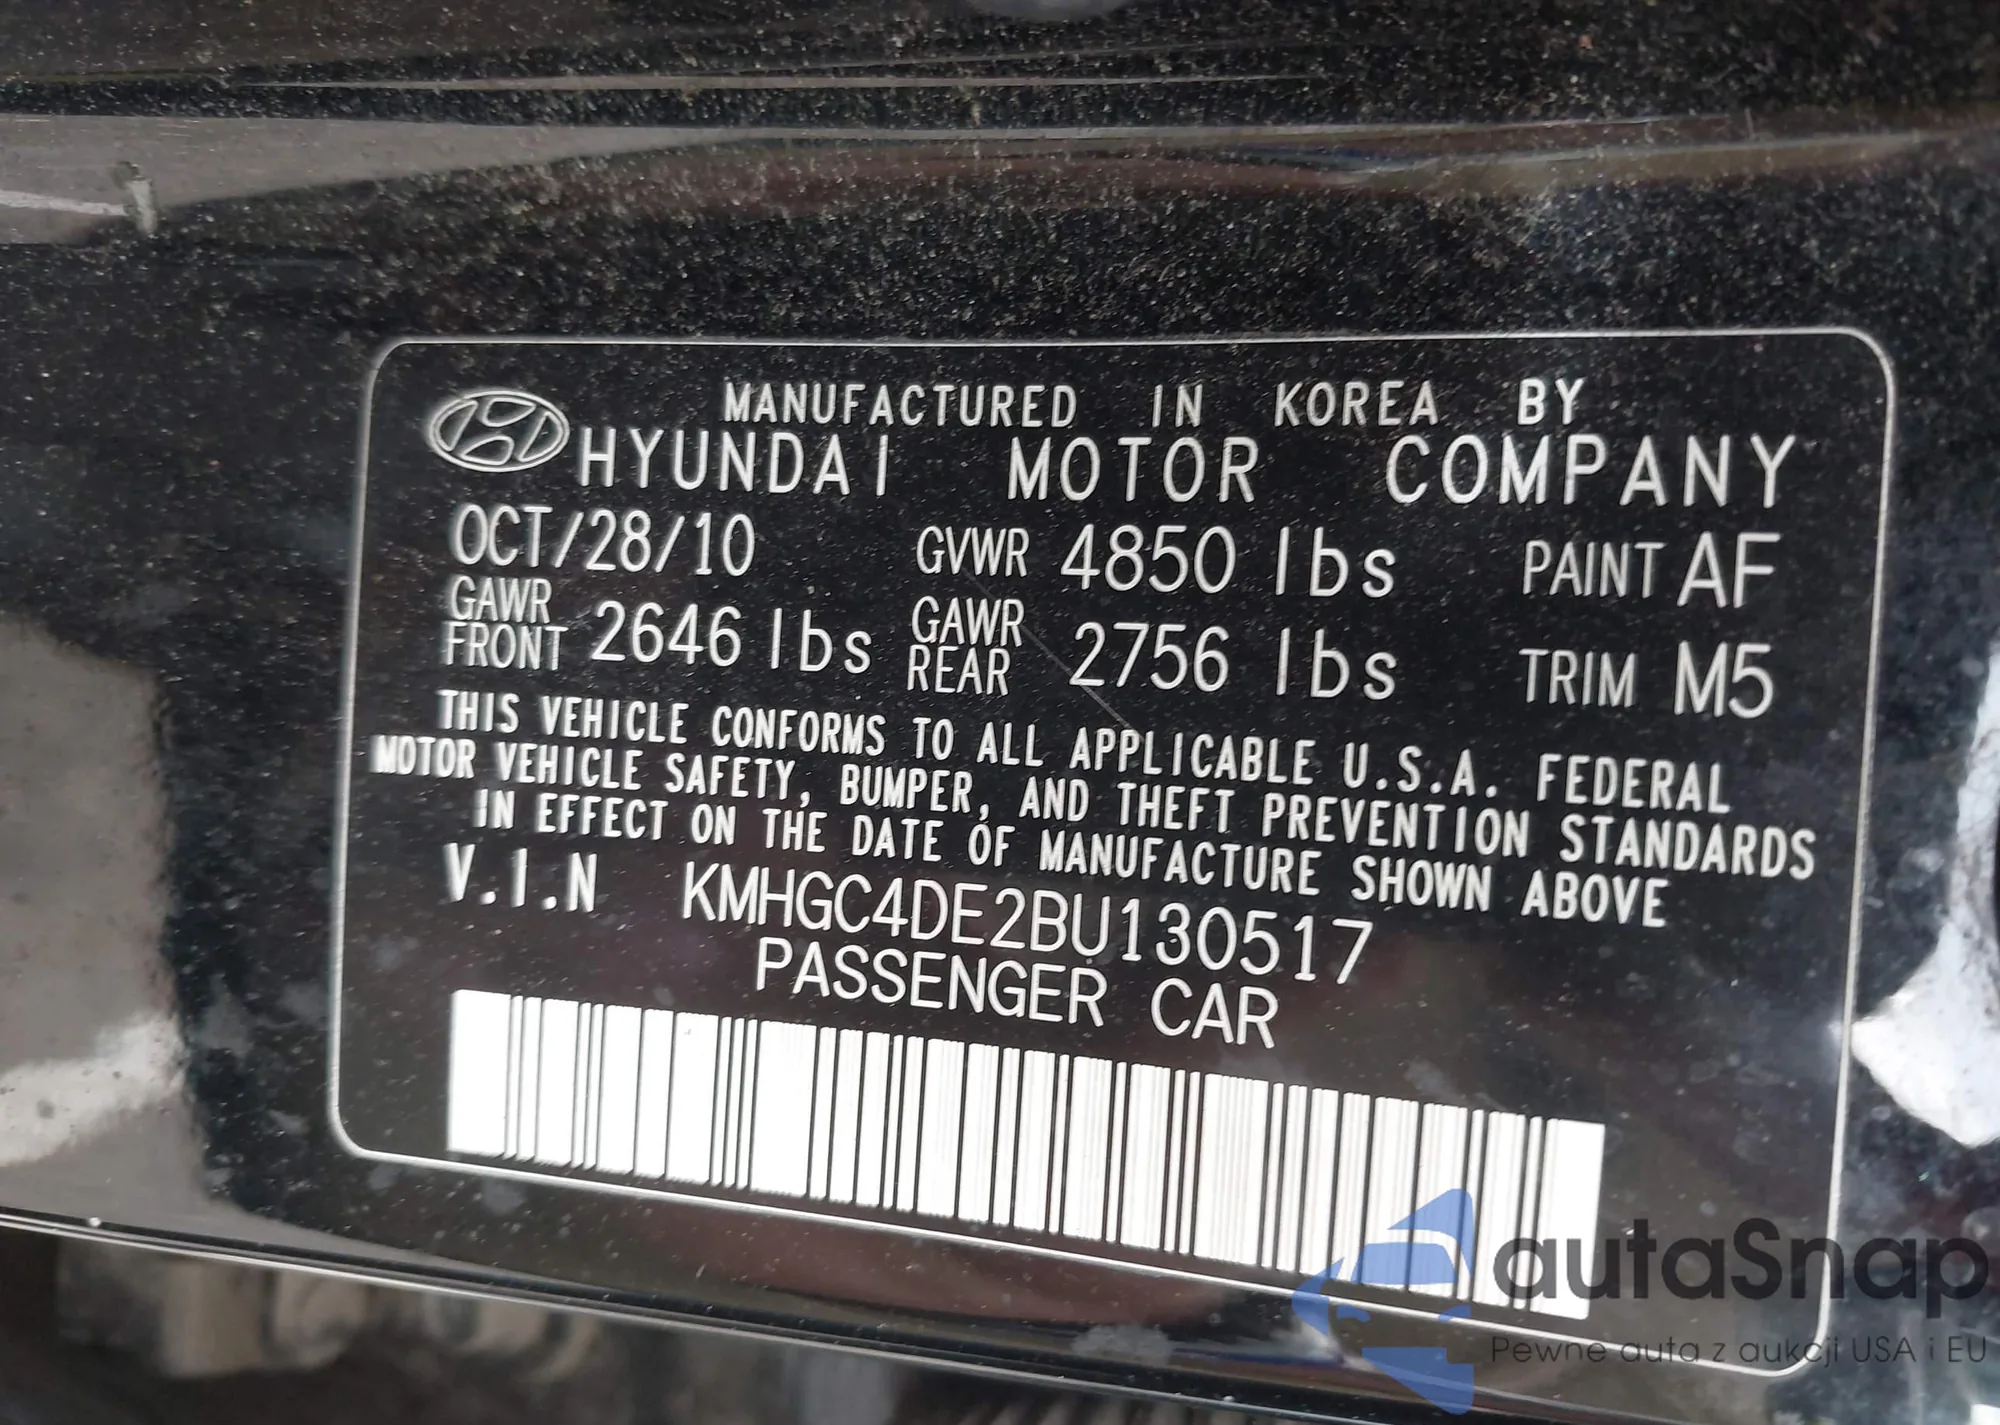 MANUFACTURED IN KOREA BY
HYUNDAI MOTOR COMPANY
OCT/28/10 GVWR 4850 lbs PAINT AF
GAWR FRONT 2646 lbs GAWR REAR 2756 lbs TRIM M5
THIS VEHICLE CONFORMS TO ALL APPLICABLE U.S.A. FEDERAL
MOTOR VEHICLE SAFETY, BUMPER, AND THEFT PREVENTION STANDARDS
IN EFFECT ON THE DATE OF MANUFACTURE SHOWN ABOVE
V.I.N KMHGC4DE2BU130517
PASSENGER CAR
autaSnap
Pewne auta z aukcji USA i EU